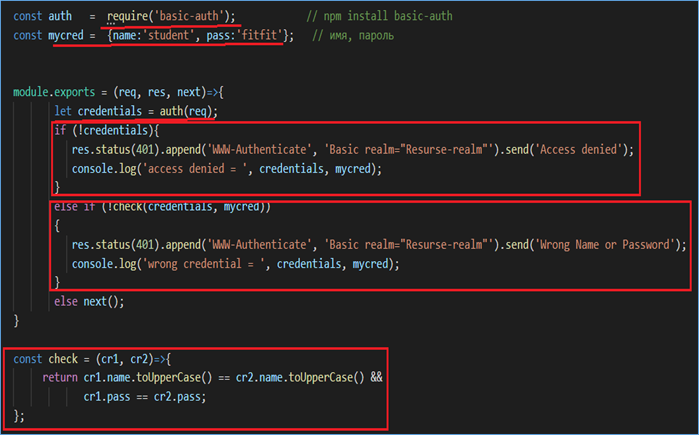 const auth   =  require('basic-auth');          // npm install basic-auth
const mycred =  {name:'student', pass:'fitfit'};   // имя, пароль
module.exports = (req, res, next)=>{
let credentials = auth(req);
if (!credentials){
res.status(401).append('WWW-Authenticate', 'Basic realm="Resurse-realm"').send('Access denied');
console.log('access denied = ', credentials, mycred);
}
else if (!check(credentials, mycred))
{
res.status(401).append('WWW-Authenticate', 'Basic realm="Resurse-realm"').send('Wrong Name or Password');
console.log('wrong credential = ', credentials, mycred);
}
else next();
}
const check = (cr1, cr2)=>{
return cr1.name.toUpperCase() == cr2.name.toUpperCase() &&
cr1.pass == cr2.pass;
};